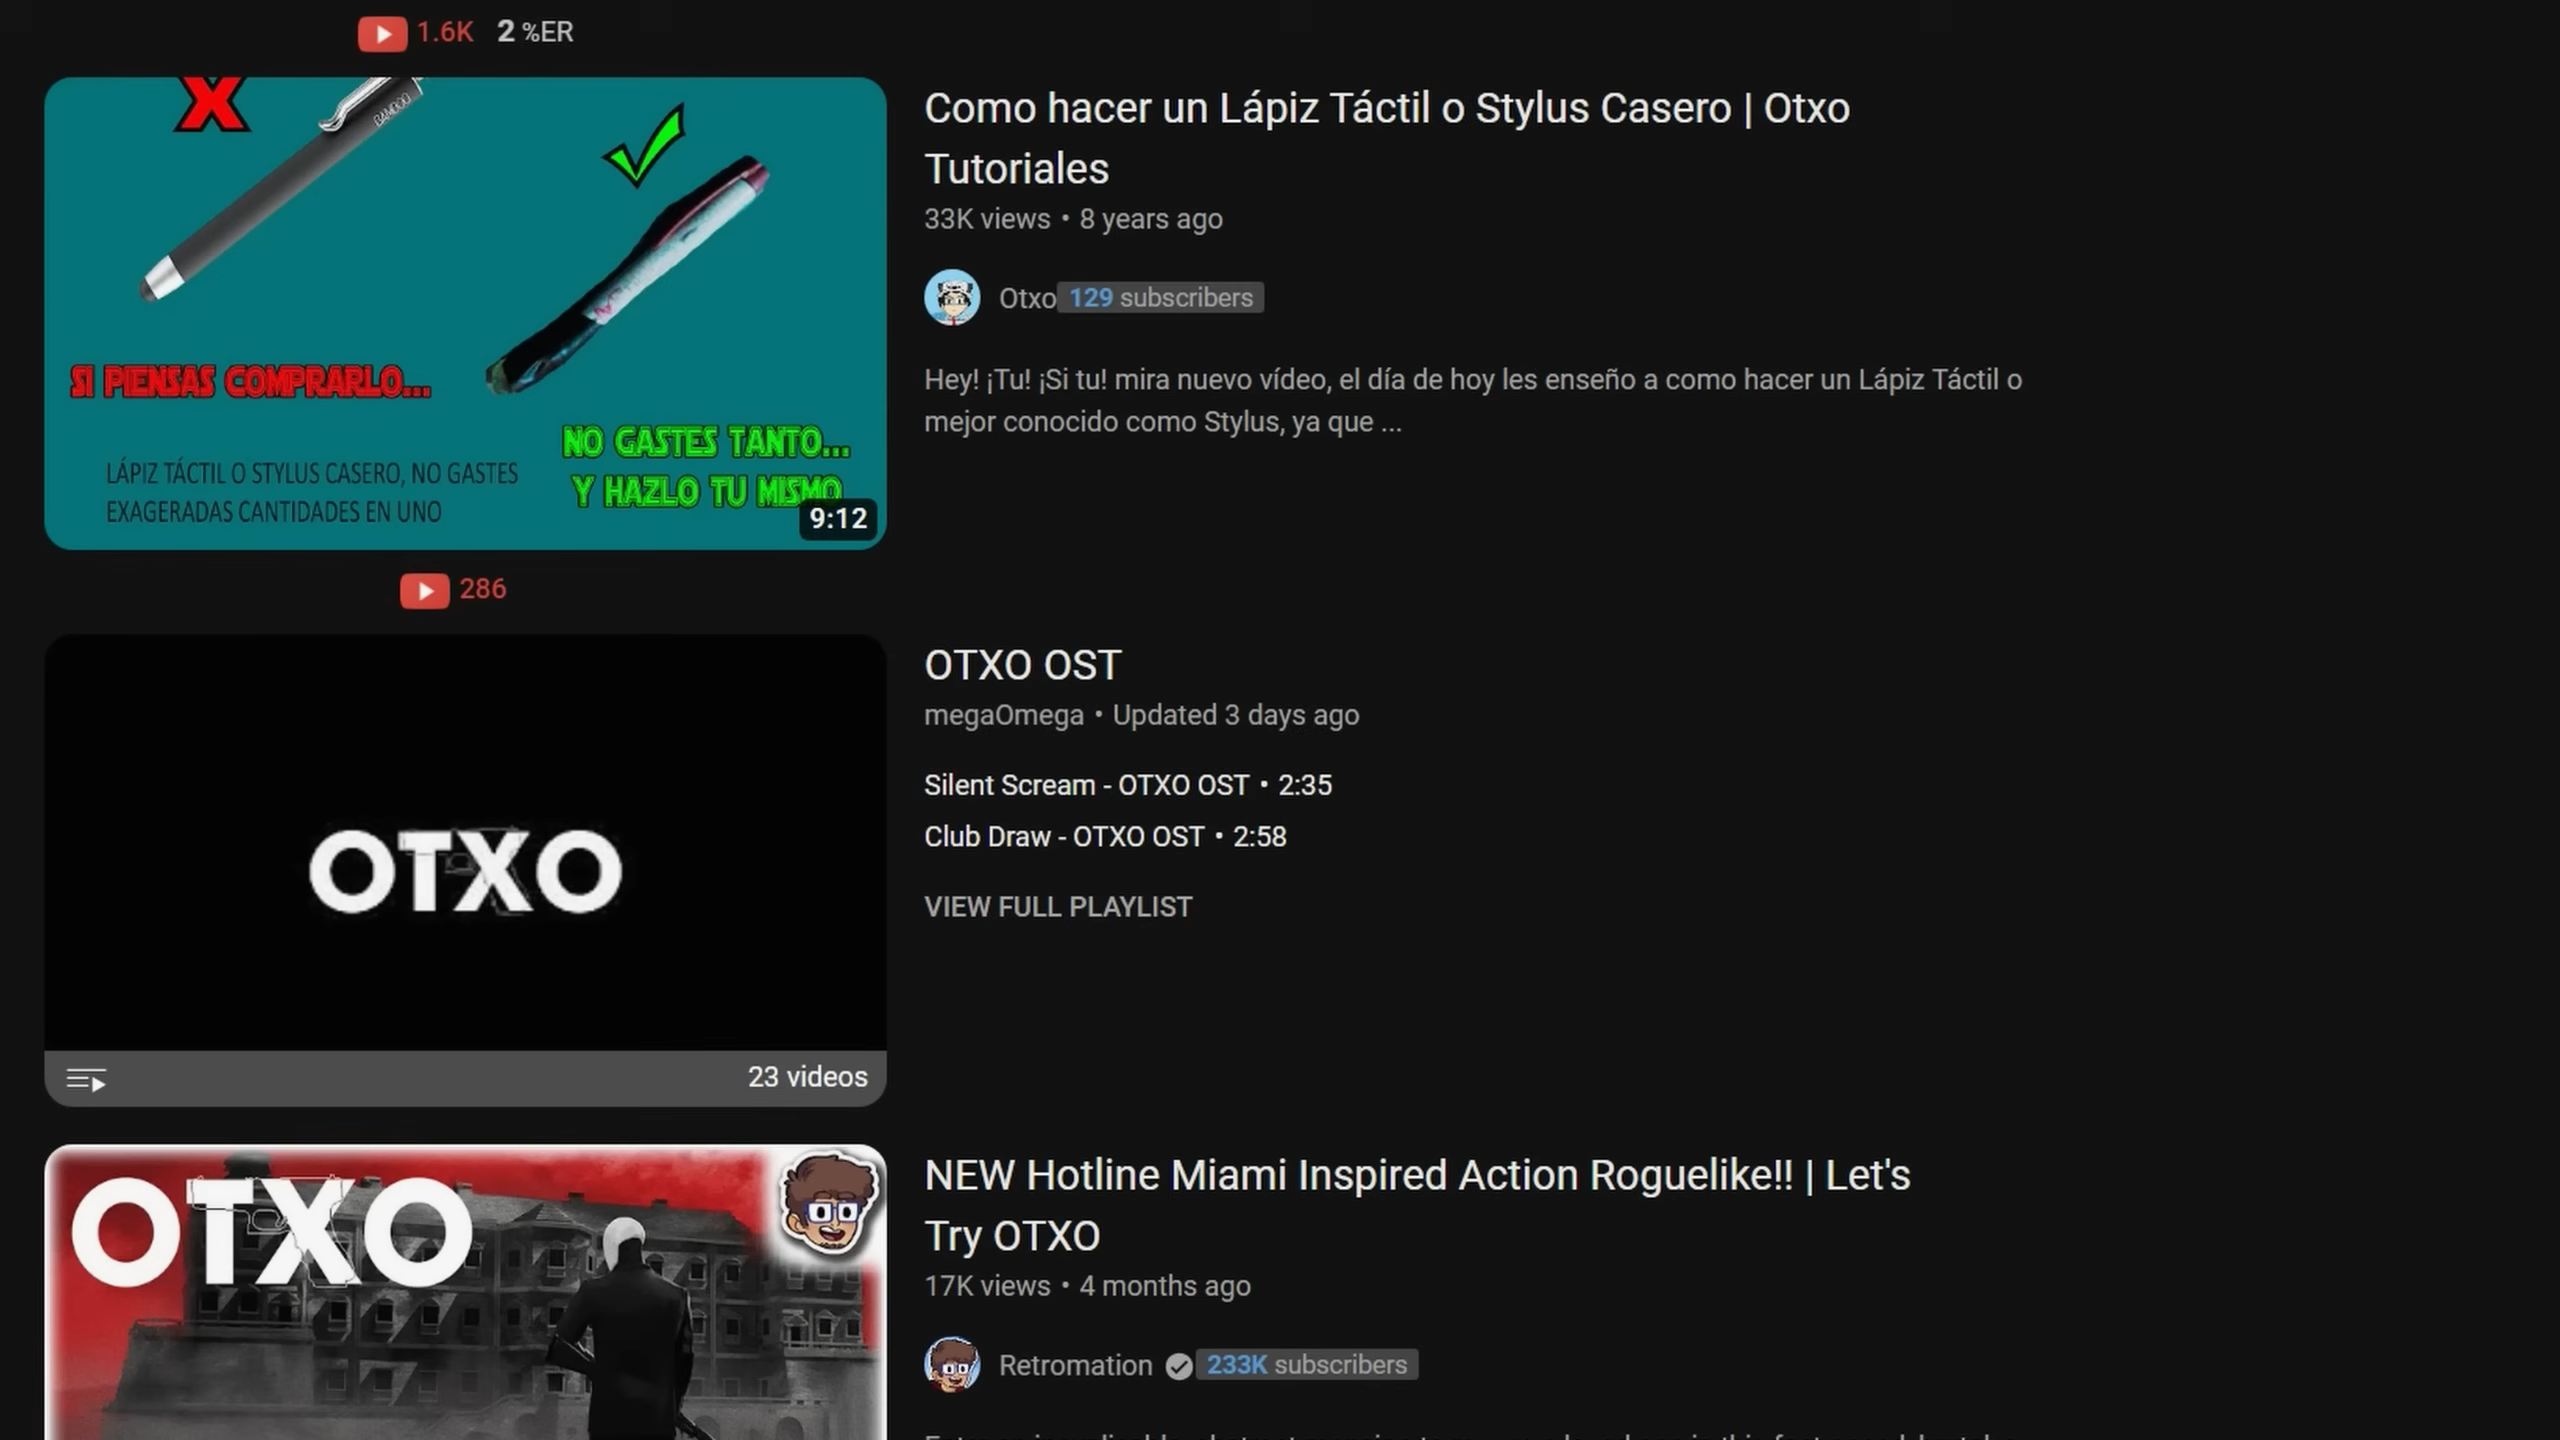 1.6K 2 %ER
X
BAMBOO
SI PIENSAS COMPRARLO...
NO GASTES TANTO...
Y HAZLO TU MISMO
LÁPIZ TÁCTIL O STYLUS CASERO, NO GASTES
EXAGERADAS CANTIDADES EN UNO
9:12
Como hacer un Lápiz Táctil o Stylus Casero | Otxo
Tutoriales
33K views • 8 years ago
Otxo 129 subscribers
Hey! ¡Tu! ¡Si tu! mira nuevo vídeo, el día de hoy les enseño a como hacer un Lápiz Táctil o
mejor conocido como Stylus, ya que ...
286
OTXO
23 videos
OTXO OST
megaOmega • Updated 3 days ago
Silent Scream - OTXO OST • 2:35
Club Draw - OTXO OST • 2:58
VIEW FULL PLAYLIST
OTXO
NEW Hotline Miami Inspired Action Roguelike!! | Let's
Try OTXO
17K views • 4 months ago
Retromation 233K subscribers